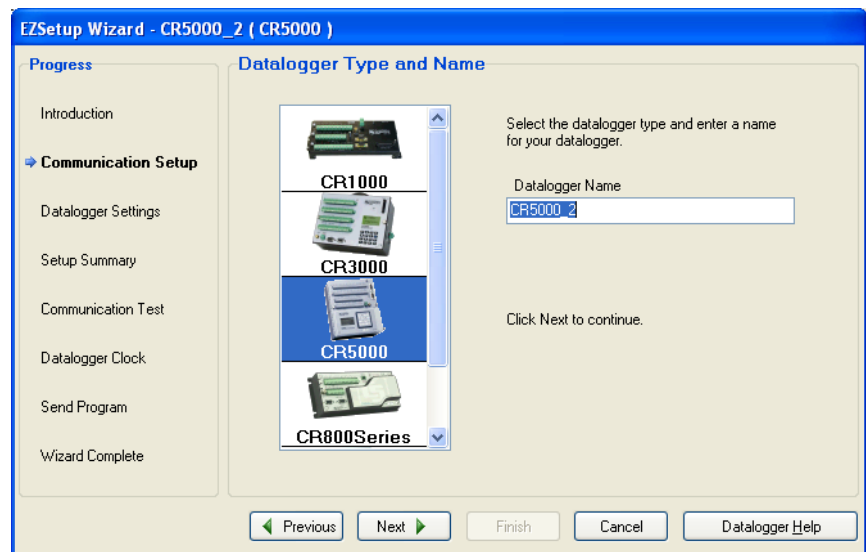 EZSetup Wizard - CR5000_2 ( CR5000 )
Progress
Introduction
Communication Setup
Datalogger Settings
Setup Summary
Communication Test
Datalogger Clock
Send Program
Wizard Complete
Datalogger Type and Name
CR1000
CR3000
CR5000
CR800Series
Select the datalogger type and enter a name
for your datalogger.
Datalogger Name
CR5000_2
Click Next to continue.
Previous
Next
Finish
Cancel
Datalogger Help